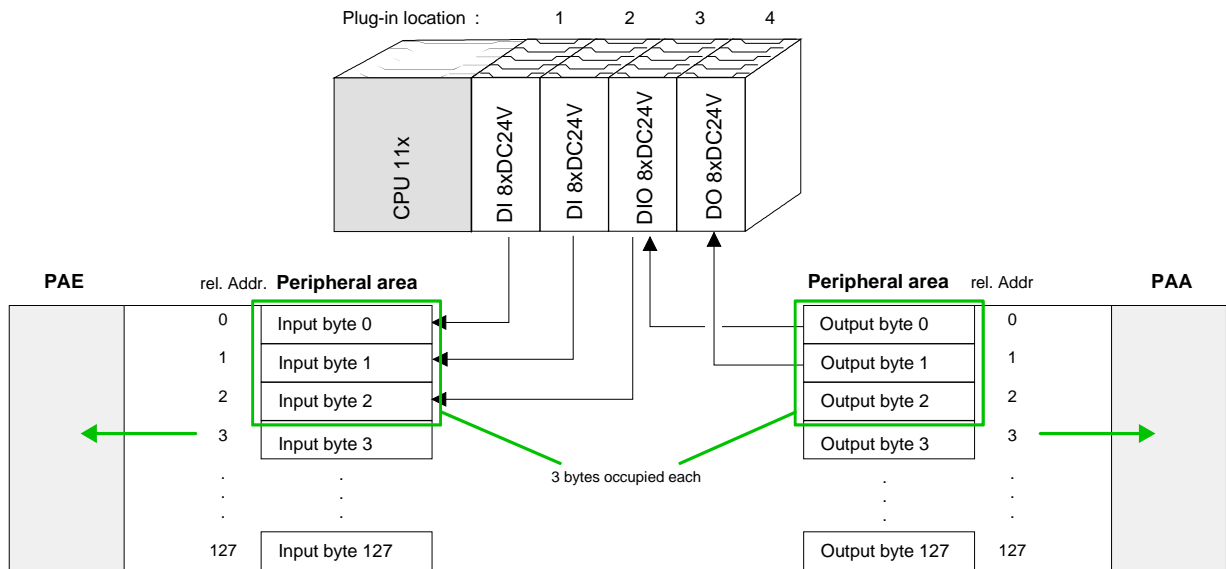 Plug-in location : 1 2 3 4
CPU 11x
DI 8xDC24V
DI 8xDC24V
DIO 8xDC24V
DO 8xDC24V
PAE rel. Addr. Peripheral area Peripheral area rel. Addr PAA
0 Input byte 0 Output byte 0 0
1 Input byte 1 Output byte 1 1
2 Input byte 2 Output byte 2 2
3 Input byte 3 Output byte 3 3
3 bytes occupied each
. . . .
. . . .
. . . .
127 Input byte 127 Output byte 127 127